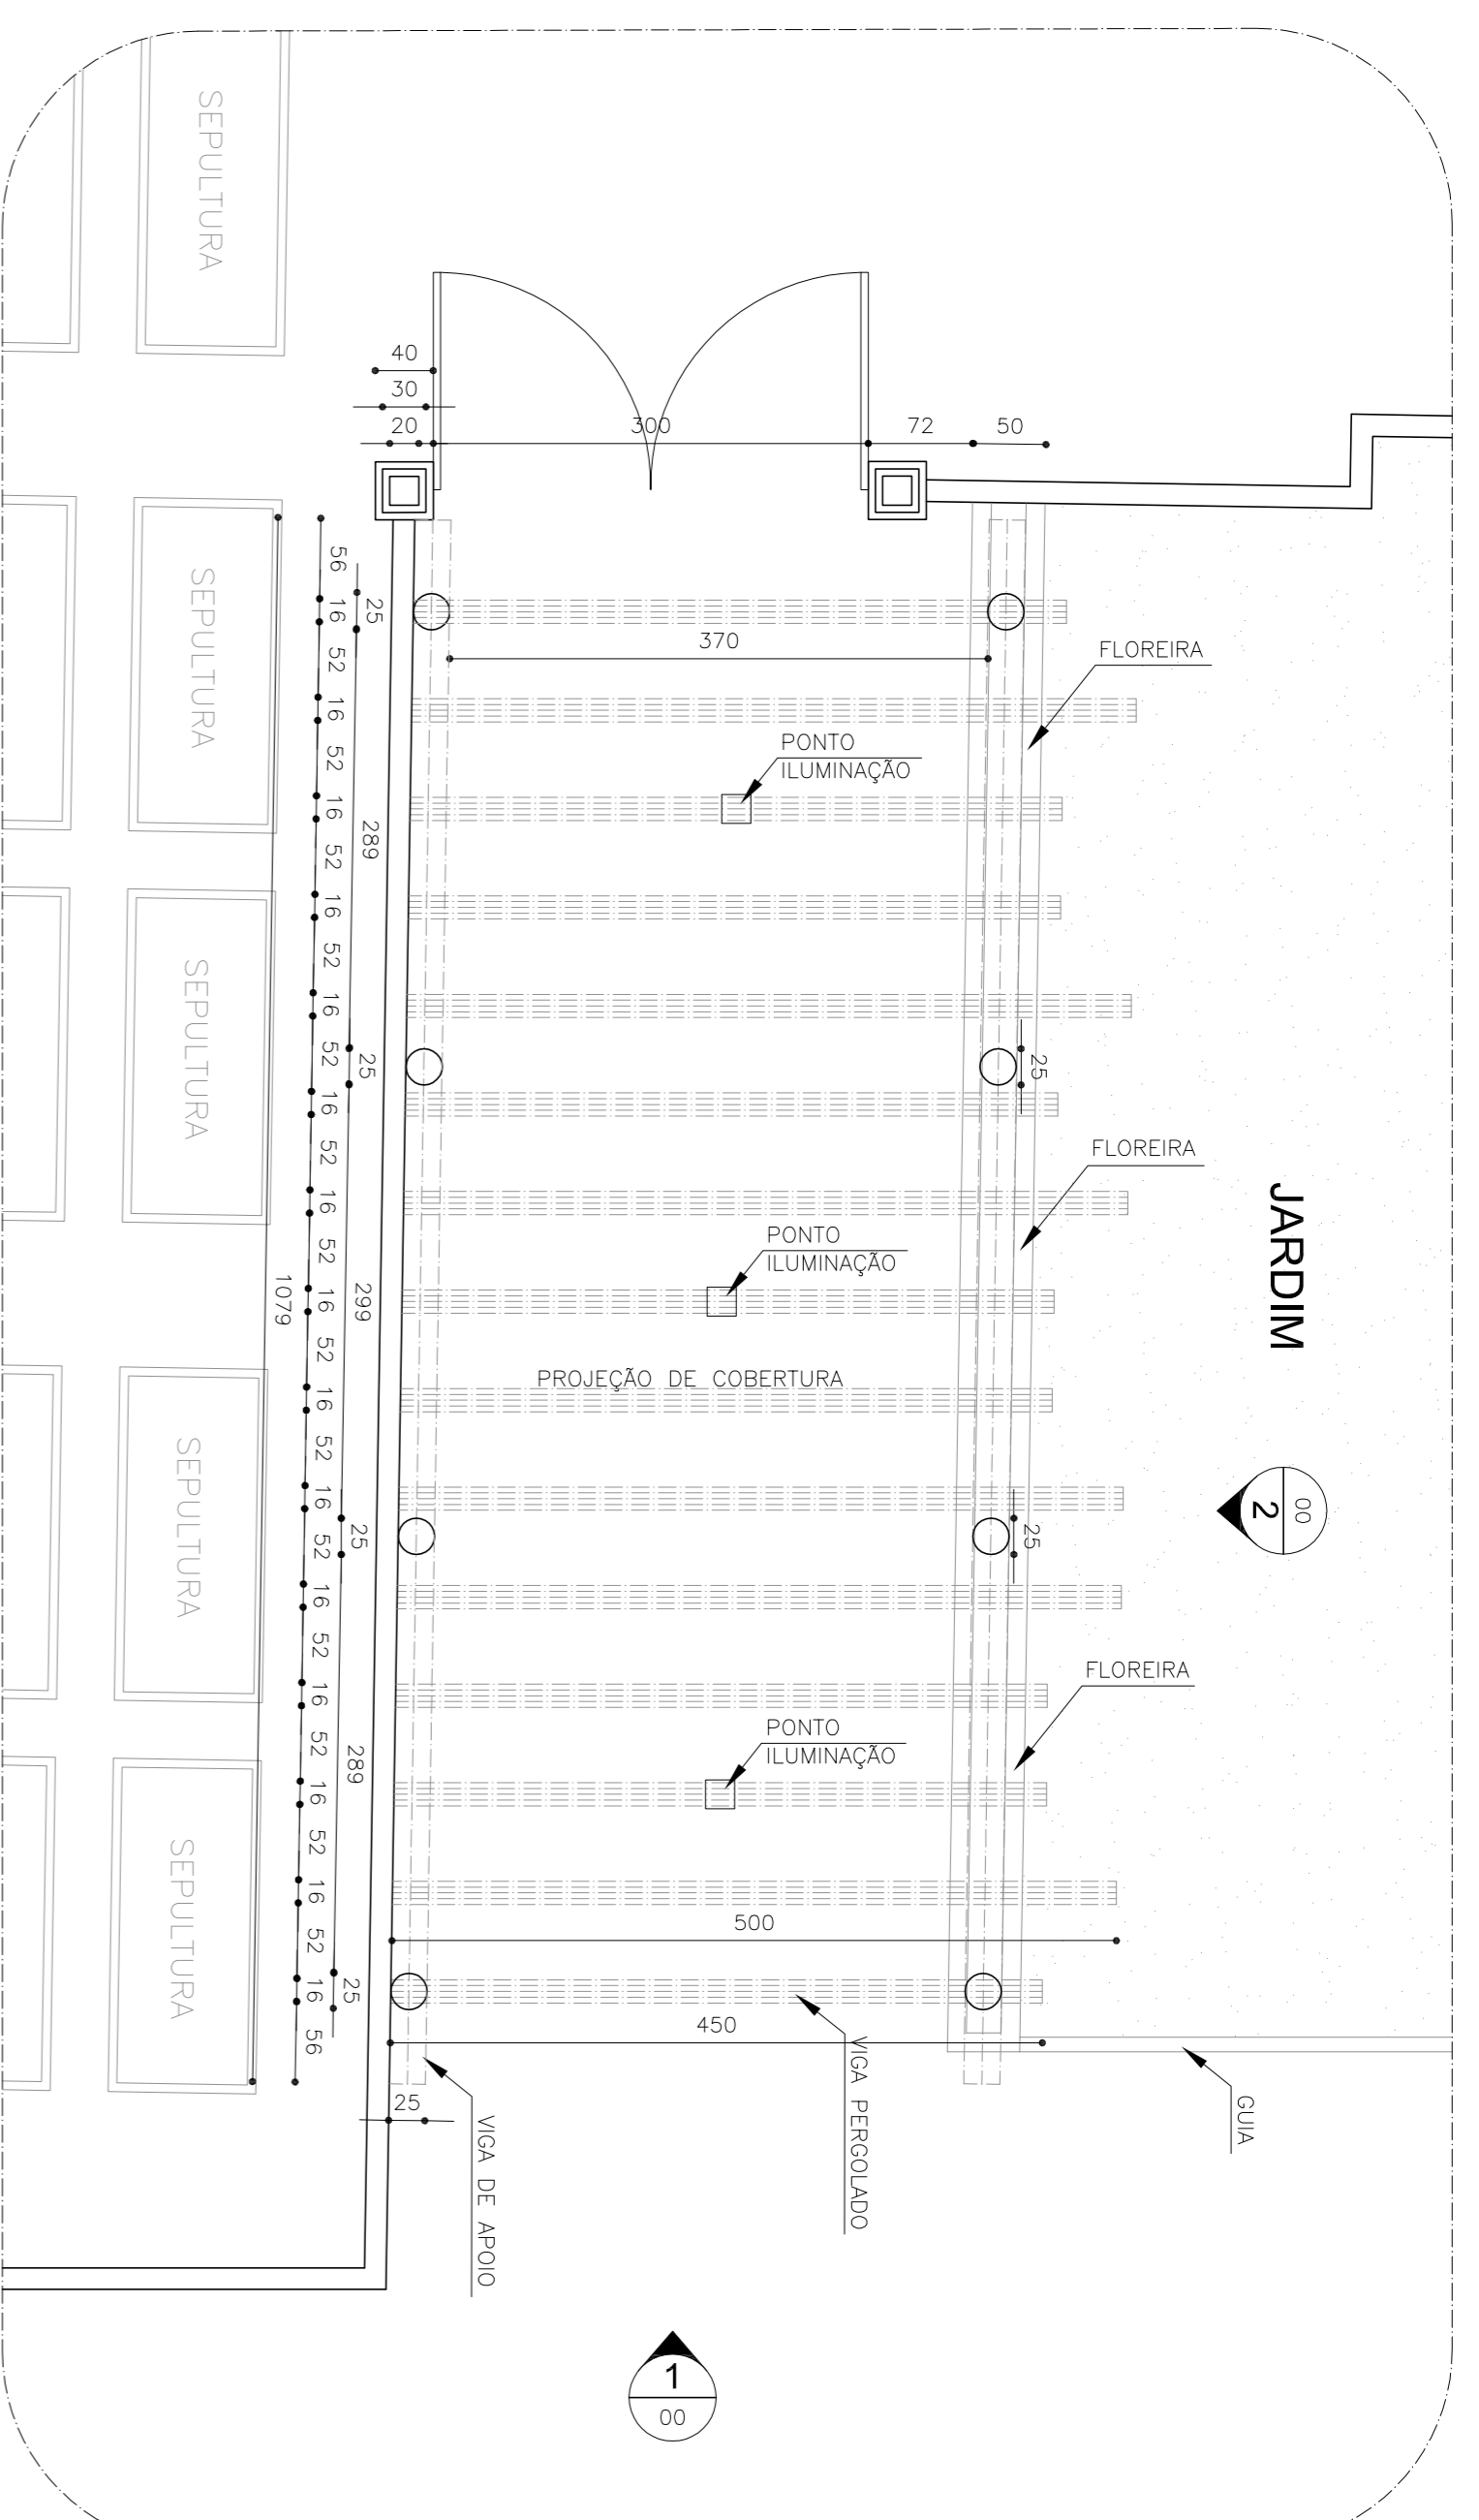 SEPULTURA
40
30
20
300
72
50
56
25
16
52
370
FLOREIRA
SEPULTURA
16
52
PONTO
ILUMINAÇÃO
16
289
52
16
52
SEPULTURA
16
52
25
25
16
52
FLOREIRA
JARDIM
16
PONTO
ILUMINAÇÃO
52
1079
299
16
52
PROJEÇÃO DE COBERTURA
16
52
SEPULTURA
16
00
2
52
25
25
16
52
FLOREIRA
16
PONTO
ILUMINAÇÃO
52
289
16
52
SEPULTURA
16
52
500
16
25
56
450
VIGA PERGOLADO
25
GUIA
VIGA DE APOIO
1
00